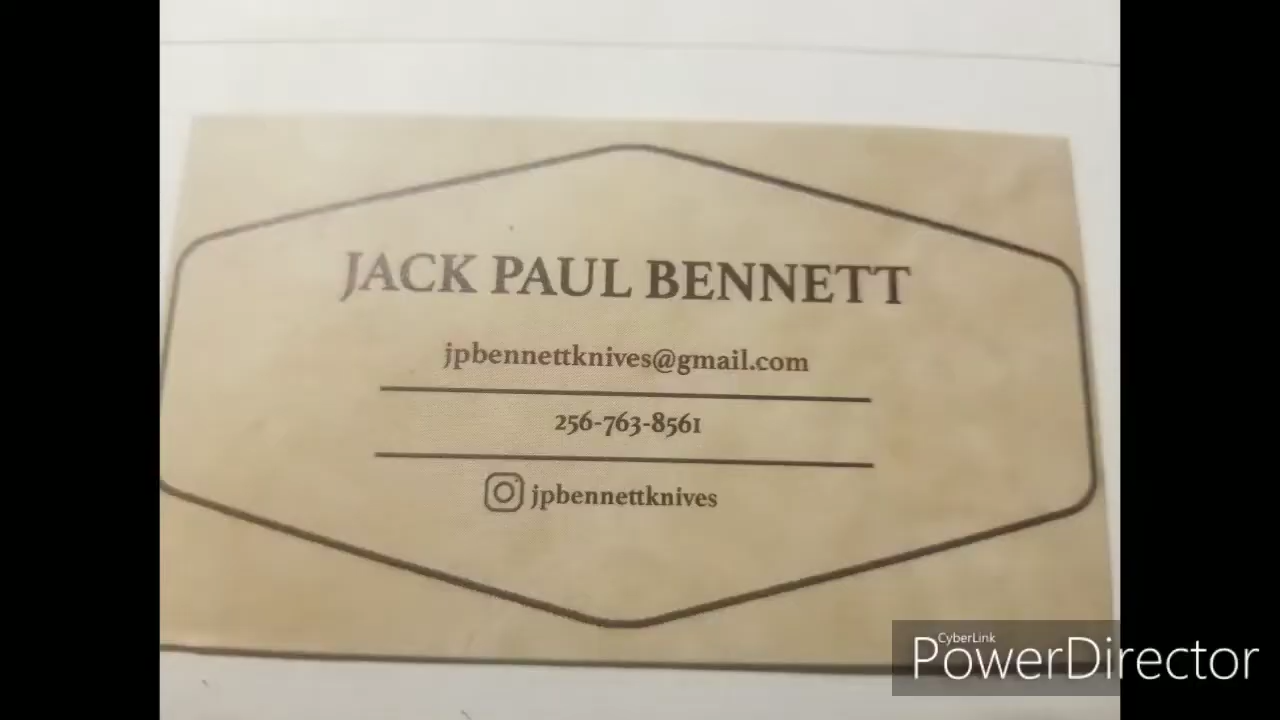 JACK PAUL BENNETT
jpbennettknives@gmail.com
256-763-8561
jpbennettknives
CyberLink
PowerDirector